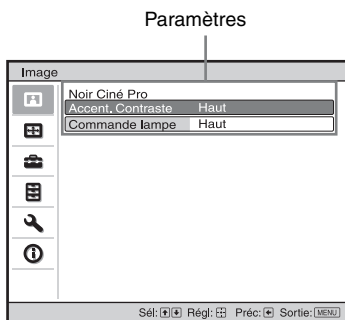 Paramètres
Image
Noir Ciné Pro
Accent. Contraste Haut
Commande lampe Haut
Sél: Régl: Préc: Sortie: MENU